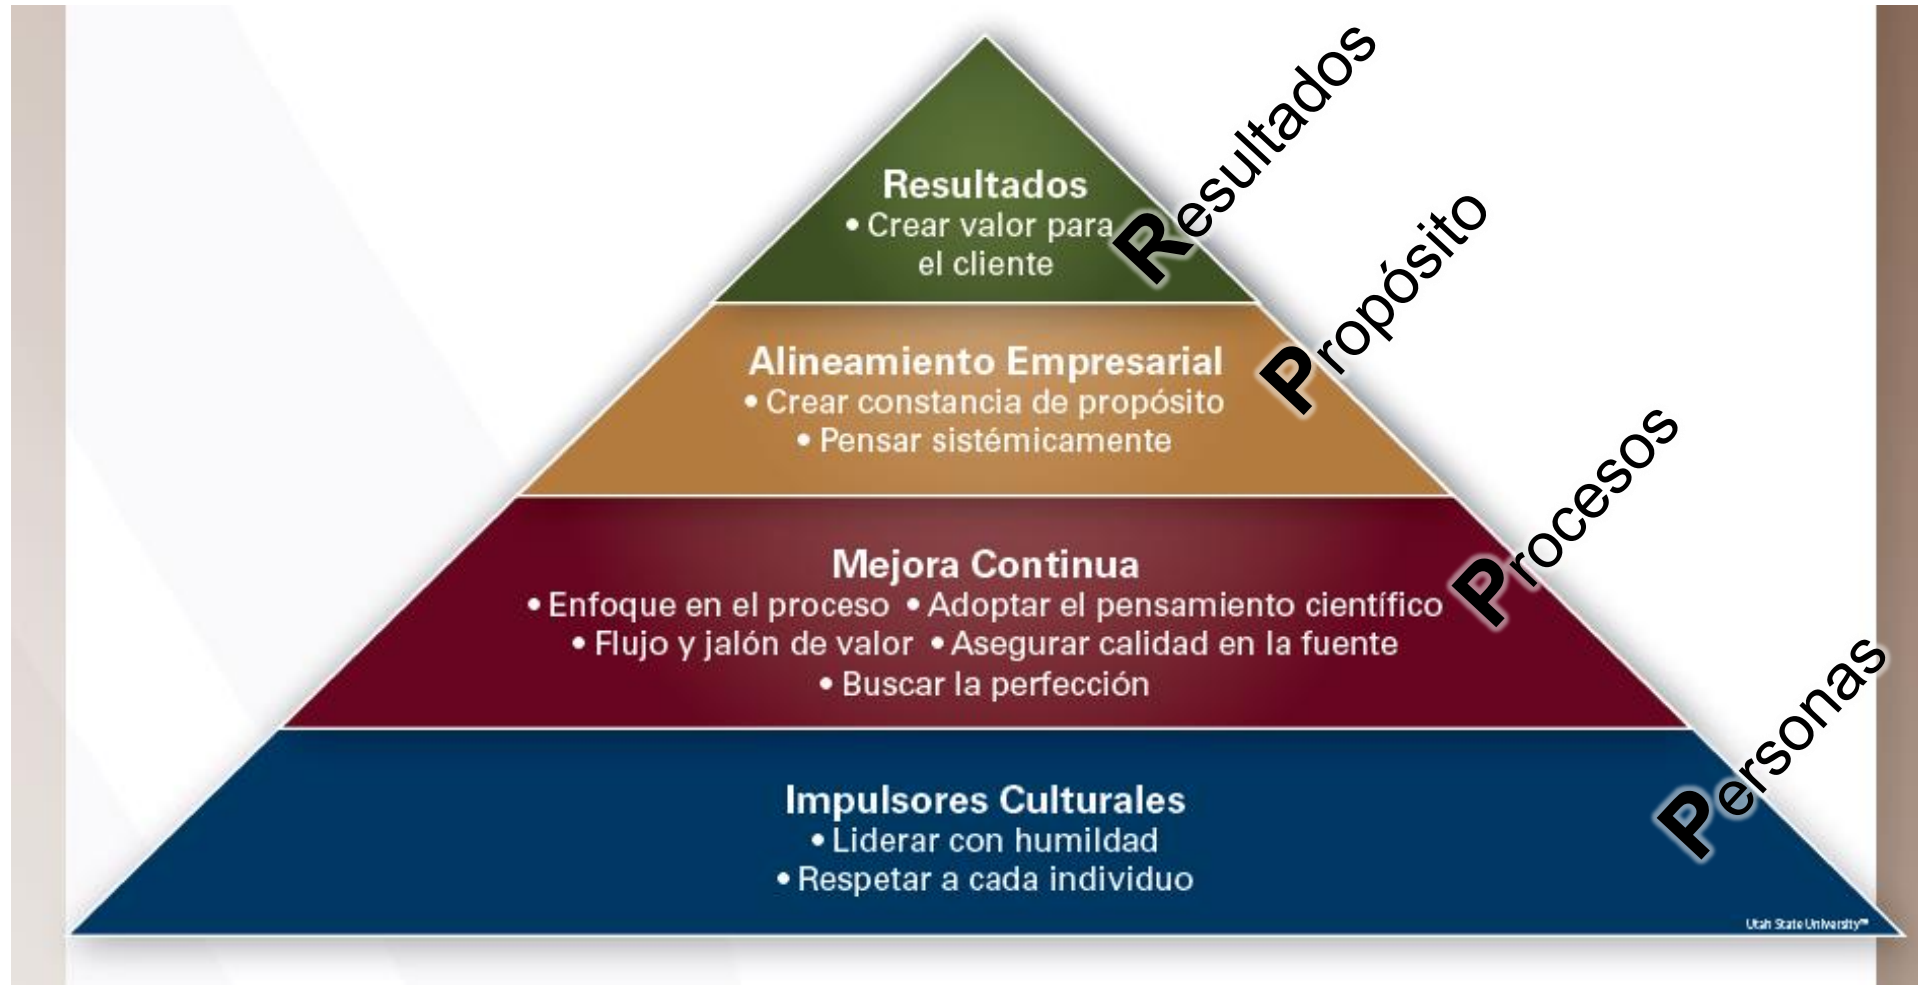 Resultados
• Crear valor para
el cliente
Resultados
Alineamiento Empresarial
• Crear constancia de propósito
• Pensar sistémicamente
Propósito
Mejora Continua
• Enfoque en el proceso • Adoptar el pensamiento científico
• Flujo y jalón de valor • Asegurar calidad en la fuente
• Buscar la perfección
Procesos
Impulsores Culturales
• Liderar con humildad
• Respetar a cada individuo
Personas
Utah State University℠